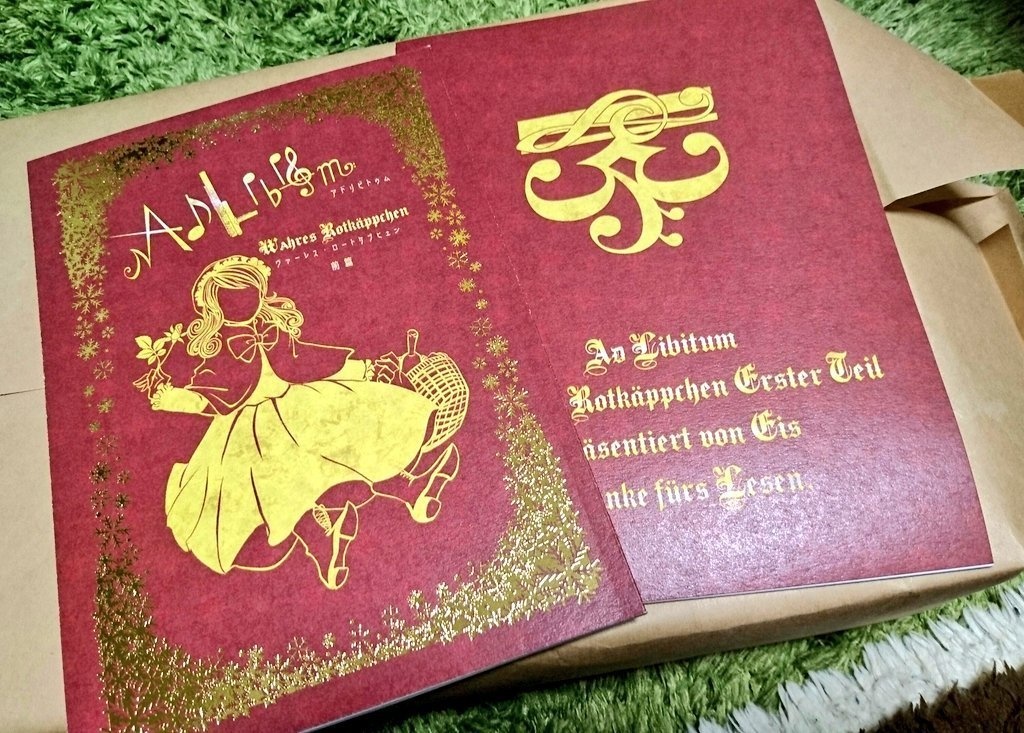 Ad Libitum
アドリビトゥム
Wahres Rotkäppchen
ヴァーレス・ロートケプヒェン
前篇
Ad Libitum
Rotkäppchen Erster Teil
äsentiert von Eis
nke fürs Lesen.